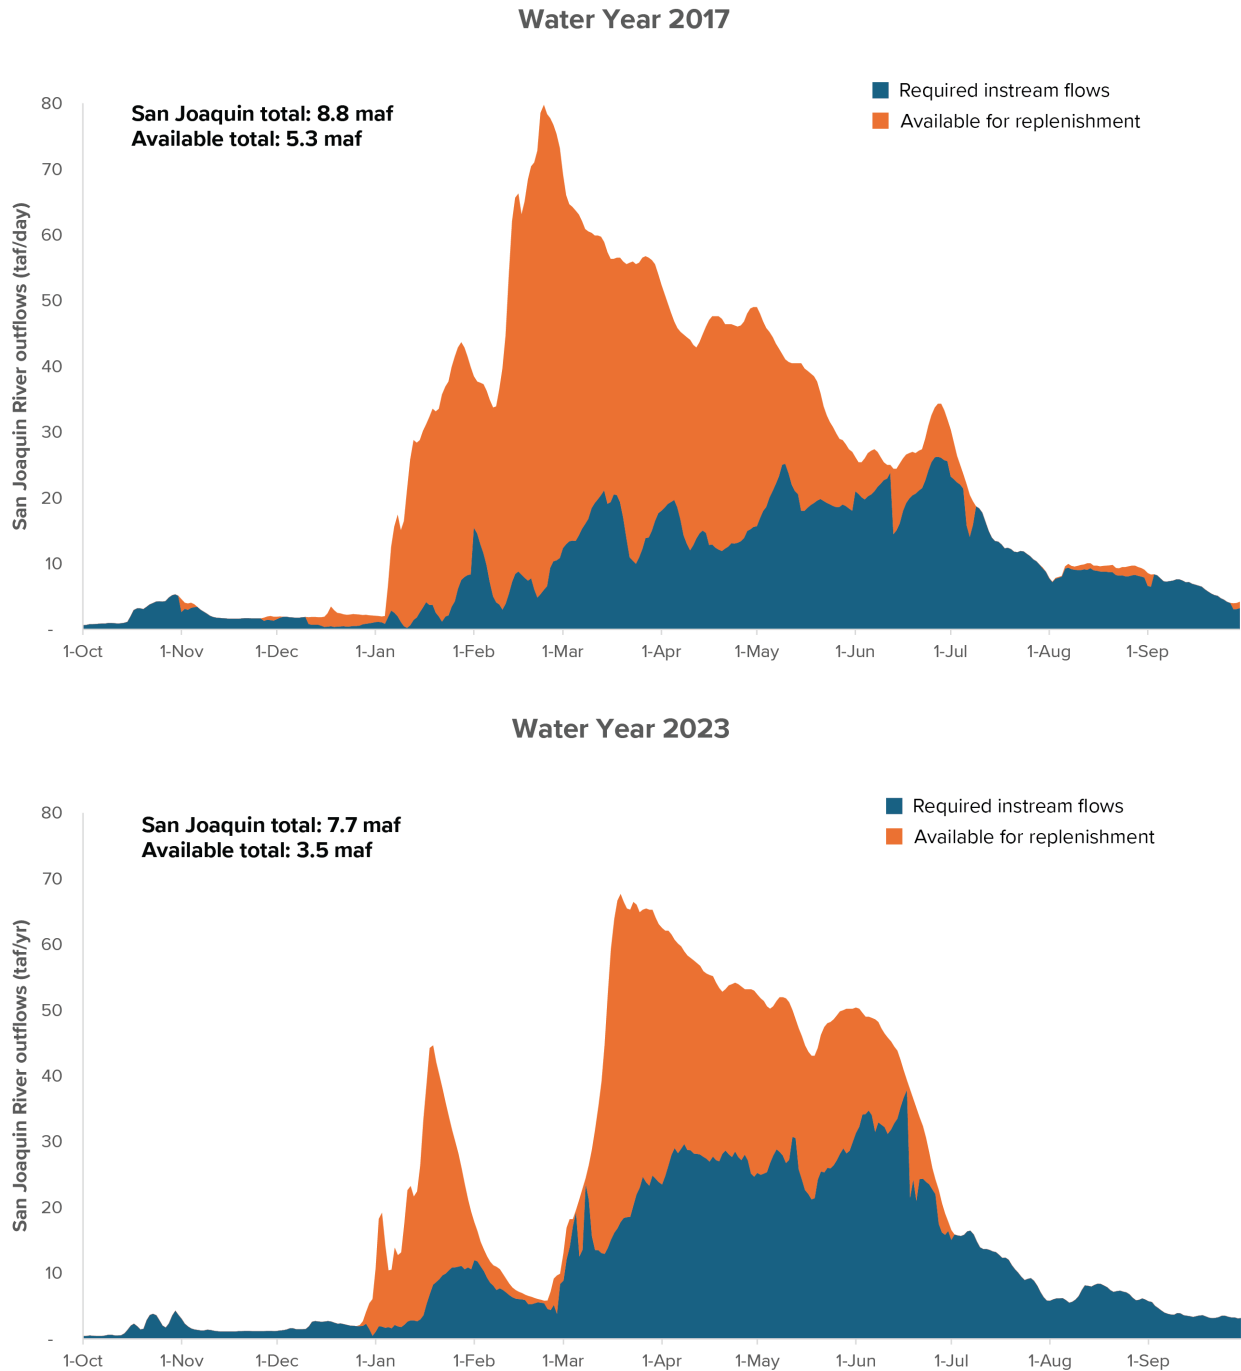 Water Year 2017
San Joaquin total: 8.8 maf
Available total: 5.3 maf
Required instream flows
Available for replenishment
San Joaquin River outflows (taf/day)
80
70
60
50
40
30
20
10
-
1-Oct 1-Nov 1-Dec 1-Jan 1-Feb 1-Mar 1-Apr 1-May 1-Jun 1-Jul 1-Aug 1-Sep
Water Year 2023
San Joaquin total: 7.7 maf
Available total: 3.5 maf
Required instream flows
Available for replenishment
San Joaquin River outflows (taf/yr)
80
70
60
50
40
30
20
10
-
1-Oct 1-Nov 1-Dec 1-Jan 1-Feb 1-Mar 1-Apr 1-May 1-Jun 1-Jul 1-Aug 1-Sep